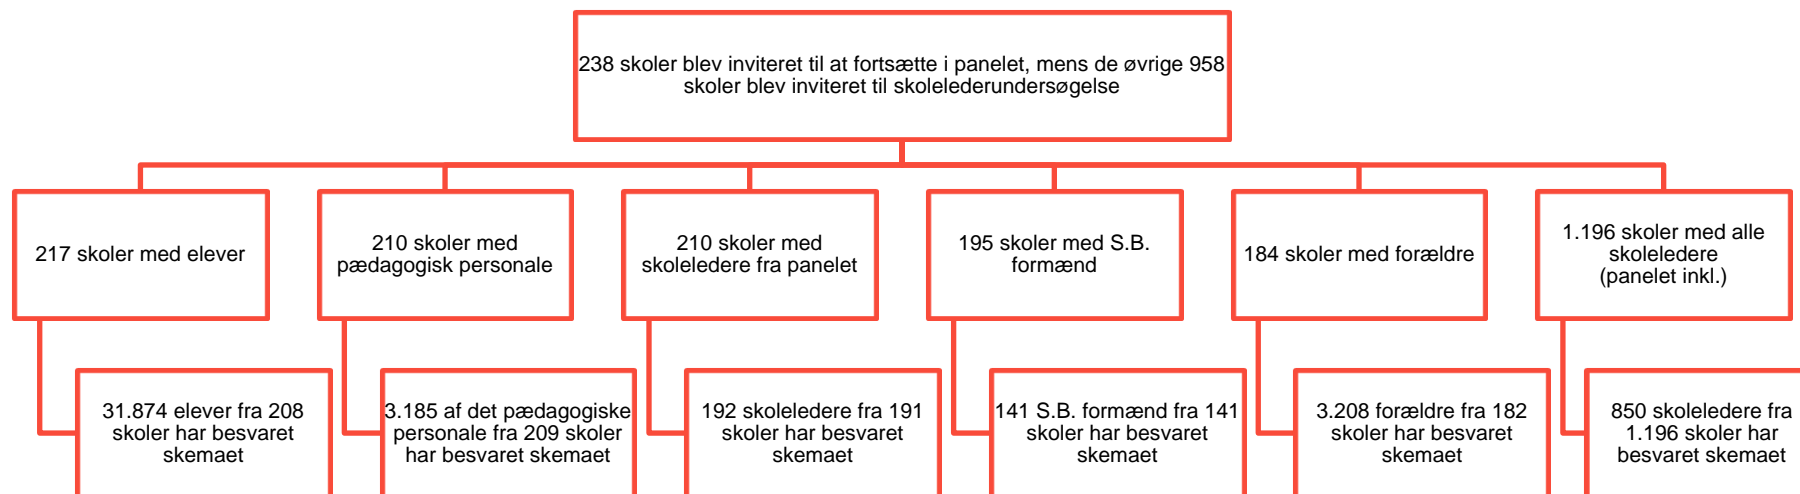 238 skoler blev inviteret til at fortsætte i panelet, mens de øvrige 958
skoler blev inviteret til skolelederundersøgelse
217 skoler med elever
210 skoler med
pædagogisk personale
210 skoler med
skoleledere fra panelet
195 skoler med S.B.
formænd
184 skoler med forældre
1.196 skoler med alle
skoleledere
(panelet inkl.)
31.874 elever fra 208
skoler har besvaret
skemaet
3.185 af det pædagogiske
personale fra 209 skoler
har besvaret skemaet
192 skoleledere fra 191
skoler har besvaret
skemaet
141 S.B. formænd fra 141
skoler har besvaret
skemaet
3.208 forældre fra 182
skoler har besvaret
skemaet
850 skoleledere fra
1.196 skoler har
besvaret skemaet